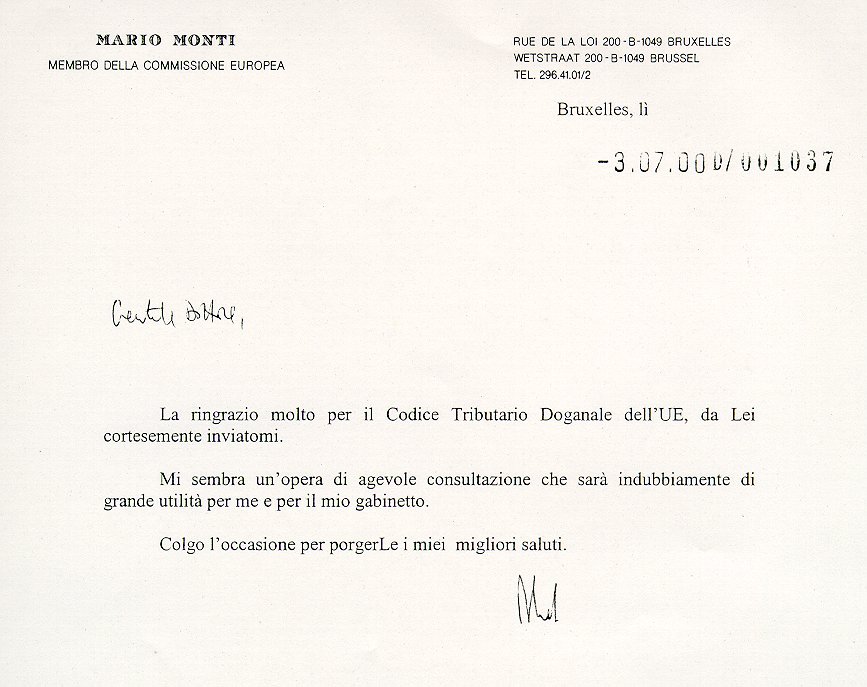 MARIO MONTI
MEMBRO DELLA COMMISSIONE EUROPEA
RUE DE LA LOI 200 - B-1049 BRUXELLES
WETSTRAAT 200 - B-1049 BRUSSEL
TEL. 296.41.01/2
Bruxelles, lì
-3.07.00 0/001037
Gentile Dottore,
La ringrazio molto per il Codice Tributario Doganale dell'UE, da Lei
cortesemente inviatomi.
Mi sembra un'opera di agevole consultazione che sarà indubbiamente di
grande utilità per me e per il mio gabinetto.
Colgo l'occasione per porgerLe i miei migliori saluti.